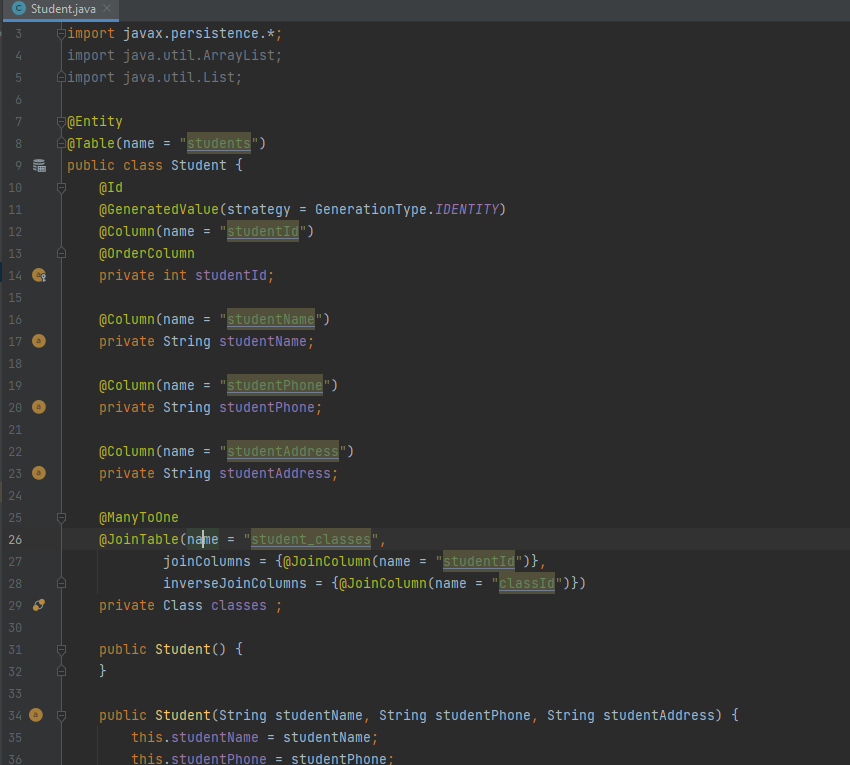 Student.java
3 import javax.persistence.*;
4 import java.util.ArrayList;
5 import java.util.List;
6
7 @Entity
8 @Table(name = "students")
9 public class Student {
10 @Id
11 @GeneratedValue(strategy = GenerationType.IDENTITY)
12 @Column(name = "studentId")
13 @OrderColumn
14 private int studentId;
15
16 @Column(name = "studentName")
17 private String studentName;
18
19 @Column(name = "studentPhone")
20 private String studentPhone;
21
22 @Column(name = "studentAddress")
23 private String studentAddress;
24
25 @ManyToOne
26 @JoinTable(name = "student_classes",
27 joinColumns = {@JoinColumn(name = "studentId")},
28 inverseJoinColumns = {@JoinColumn(name = "classId")})
29 private Class classes ;
30
31 public Student() {
32 }
33
34 public Student(String studentName, String studentPhone, String studentAddress) {
35 this.studentName = studentName;
36 this.studentPhone = studentPhone;